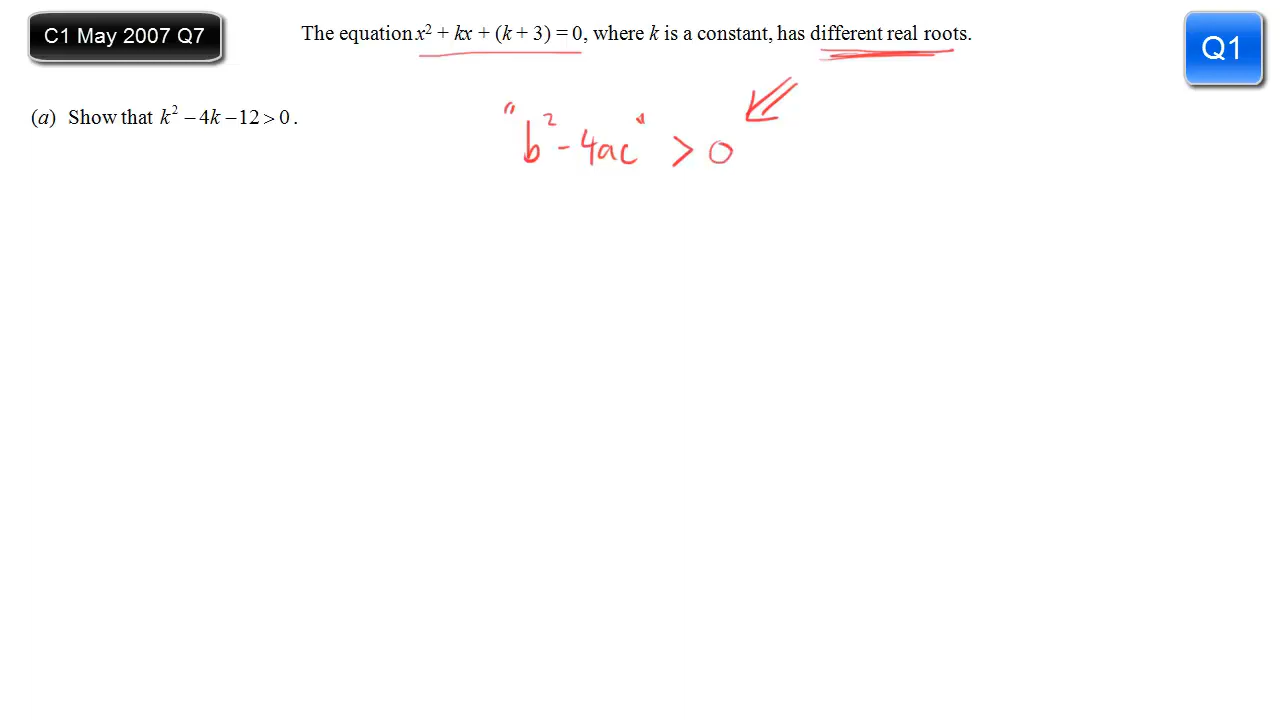 C1 May 2007 Q7
The equation x² + kx + (k + 3) = 0, where k is a constant, has different real roots.
Q1
(a) Show that k² − 4k − 12 > 0 .
"b² - 4ac" > 0